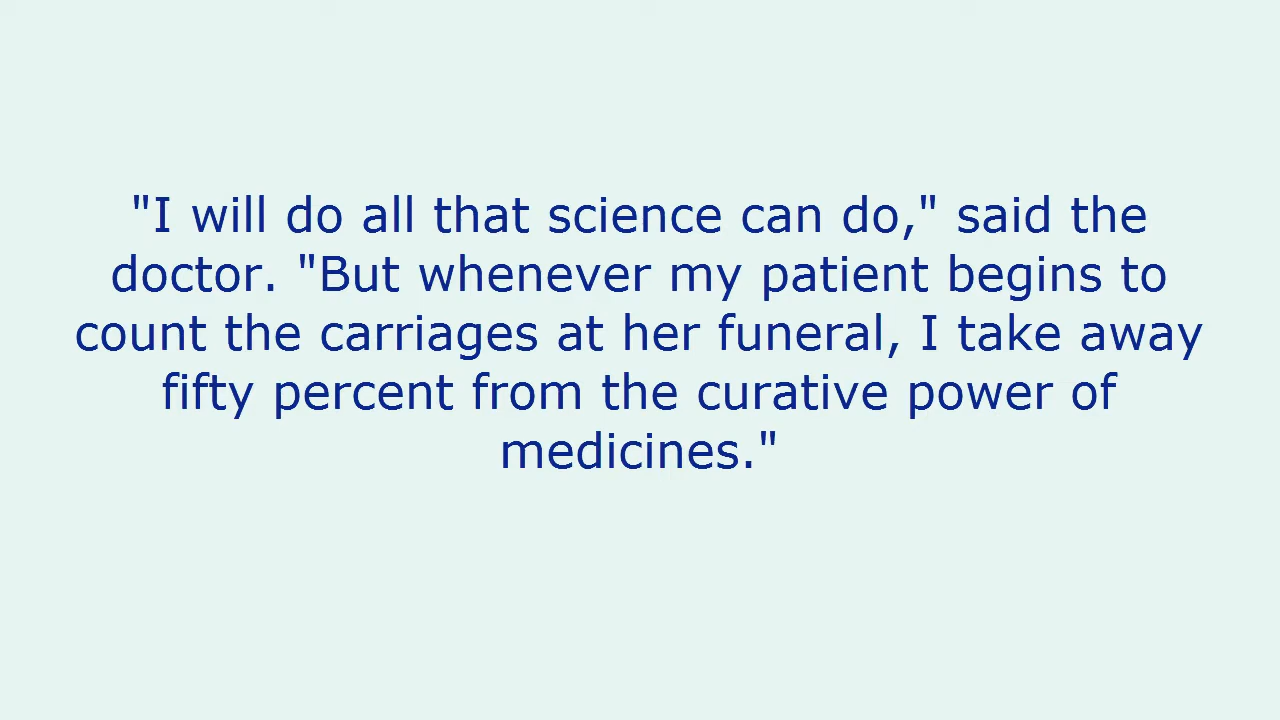 "I will do all that science can do," said the
doctor. "But whenever my patient begins to
count the carriages at her funeral, I take away
fifty percent from the curative power of
medicines."